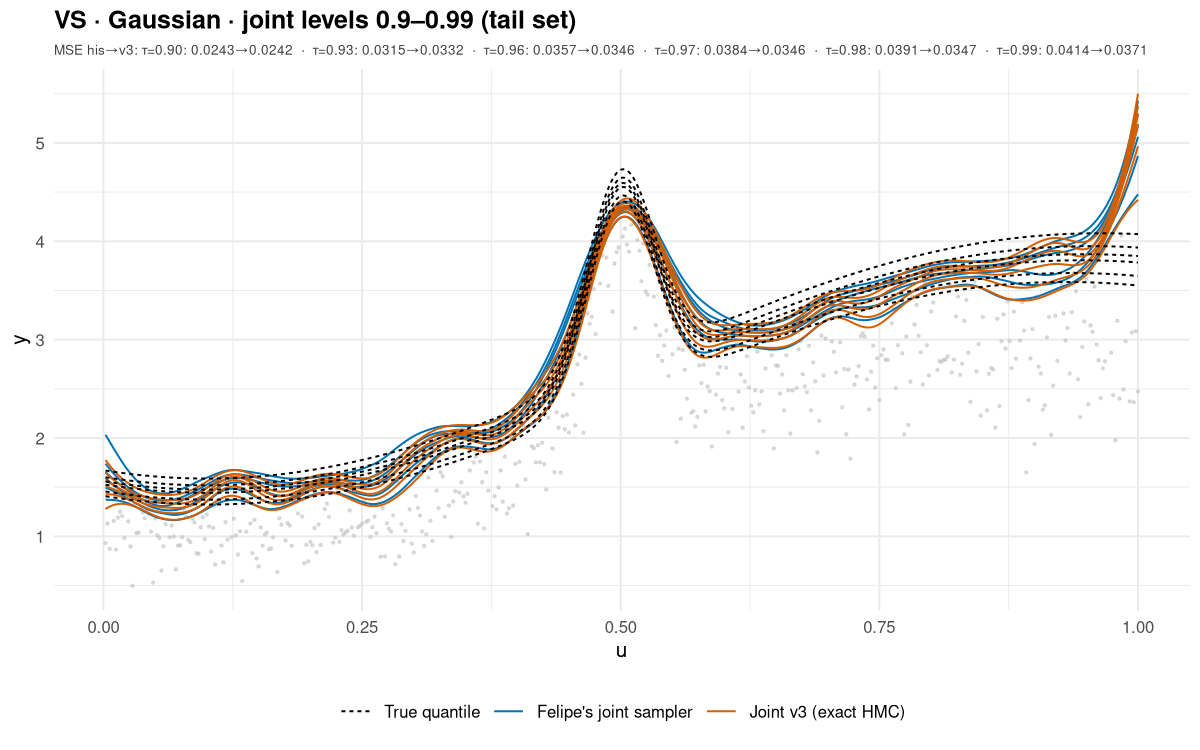 VS · Gaussian · joint levels 0.9–0.99 (tail set)
MSE his→v3: τ=0.90: 0.0243→0.0242 · τ=0.93: 0.0315→0.0332 · τ=0.96: 0.0357→0.0346 · τ=0.97: 0.0384→0.0346 · τ=0.98: 0.0391→0.0347 · τ=0.99: 0.0414→0.0371
5
4
3
2
1
y
0.00 0.25 0.50 0.75 1.00
u
True quantile Felipe's joint sampler Joint v3 (exact HMC)